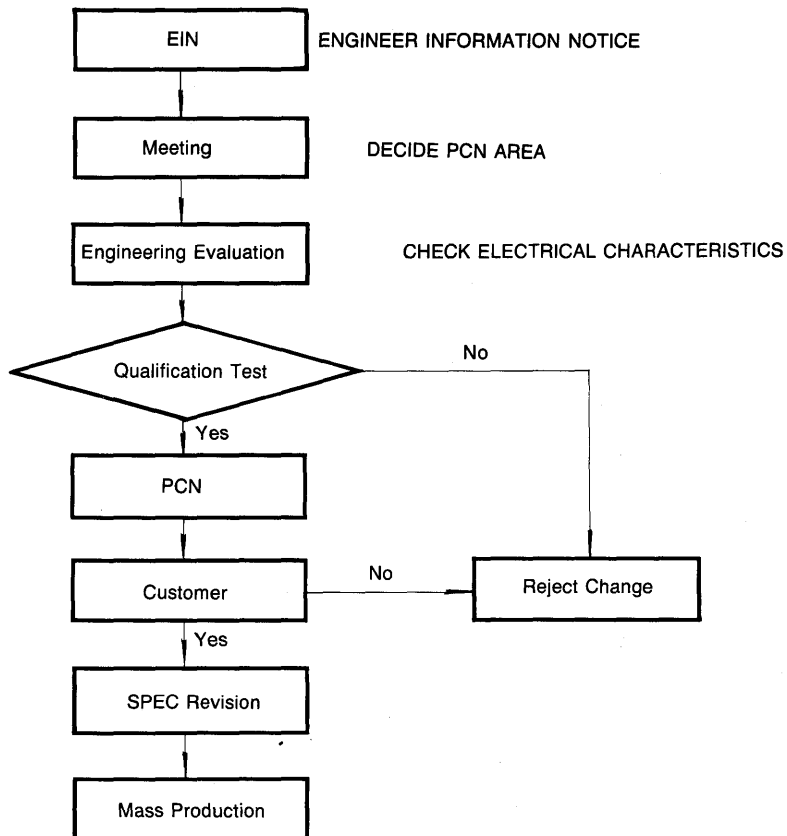 EIN
ENGINEER INFORMATION NOTICE
Meeting
DECIDE PCN AREA
Engineering Evaluation
CHECK ELECTRICAL CHARACTERISTICS
Qualification Test
No
Yes
PCN
Customer
No
Reject Change
Yes
SPEC Revision
Mass Production